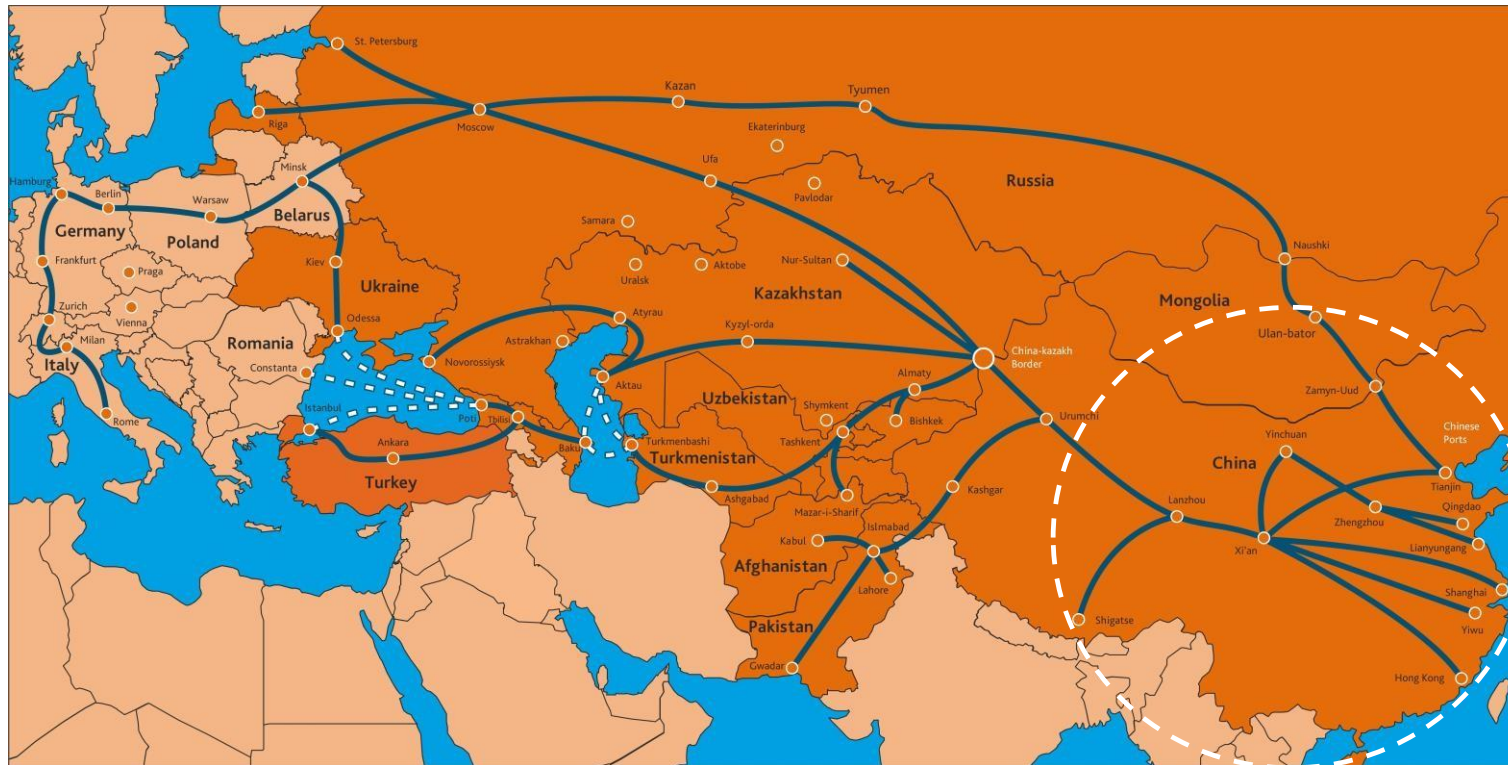 St. Petersburg
Kazan
Tyumen
Riga
Moscow
Ekaterinburg
Ufa
Minsk
Hamburg
Berlin
Warsaw
Belarus
Russia
Pavlodar
Samara
Germany
Poland
Frankfurt
Praga
Kiev
Uralsk
Aktobe
Nur-Sultan
Naushki
Ukraine
Kazakhstan
Mongolia
Zurich
Vienna
Odessa
Atyrau
Kyzyl-orda
Ulan-bator
Milan
Romania
Astrakhan
Italy
Constanta
Novorossiysk
China-kazakh
Border
Aktau
Almaty
Zamyn-Uud
Uzbekistan
Rome
Istanbul
Poti
Tbilisi
Shymkent
Bishkek
Urumchi
Chinese
Ports
Ankara
Baku
Turkmenbashi
Tashkent
Yinchuan
Turkmenistan
China
Turkey
Ashgabad
Kashgar
Tianjin
Mazar-i-Sharif
Lanzhou
Qingdao
Zhengzhou
Islmabad
Kabul
Xi'an
Lianyungang
Afghanistan
Lahore
Shanghai
Shigatse
Pakistan
Yiwu
Gwadar
Hong Kong